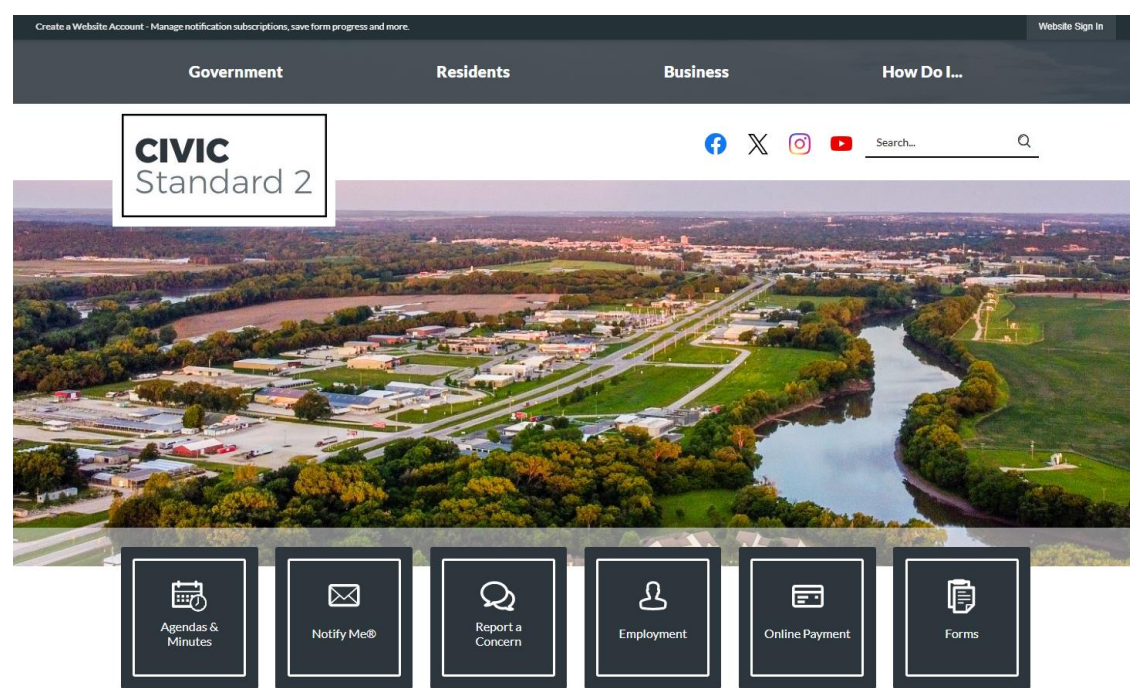 Create a Website Account - Manage notification subscriptions, save form progress and more.
Website Sign In
Government
Residents
Business
How Do I...
CIVIC
Standard 2
Search...
Agendas &
Minutes
Notify Me®
Report a
Concern
Employment
Online Payment
Forms